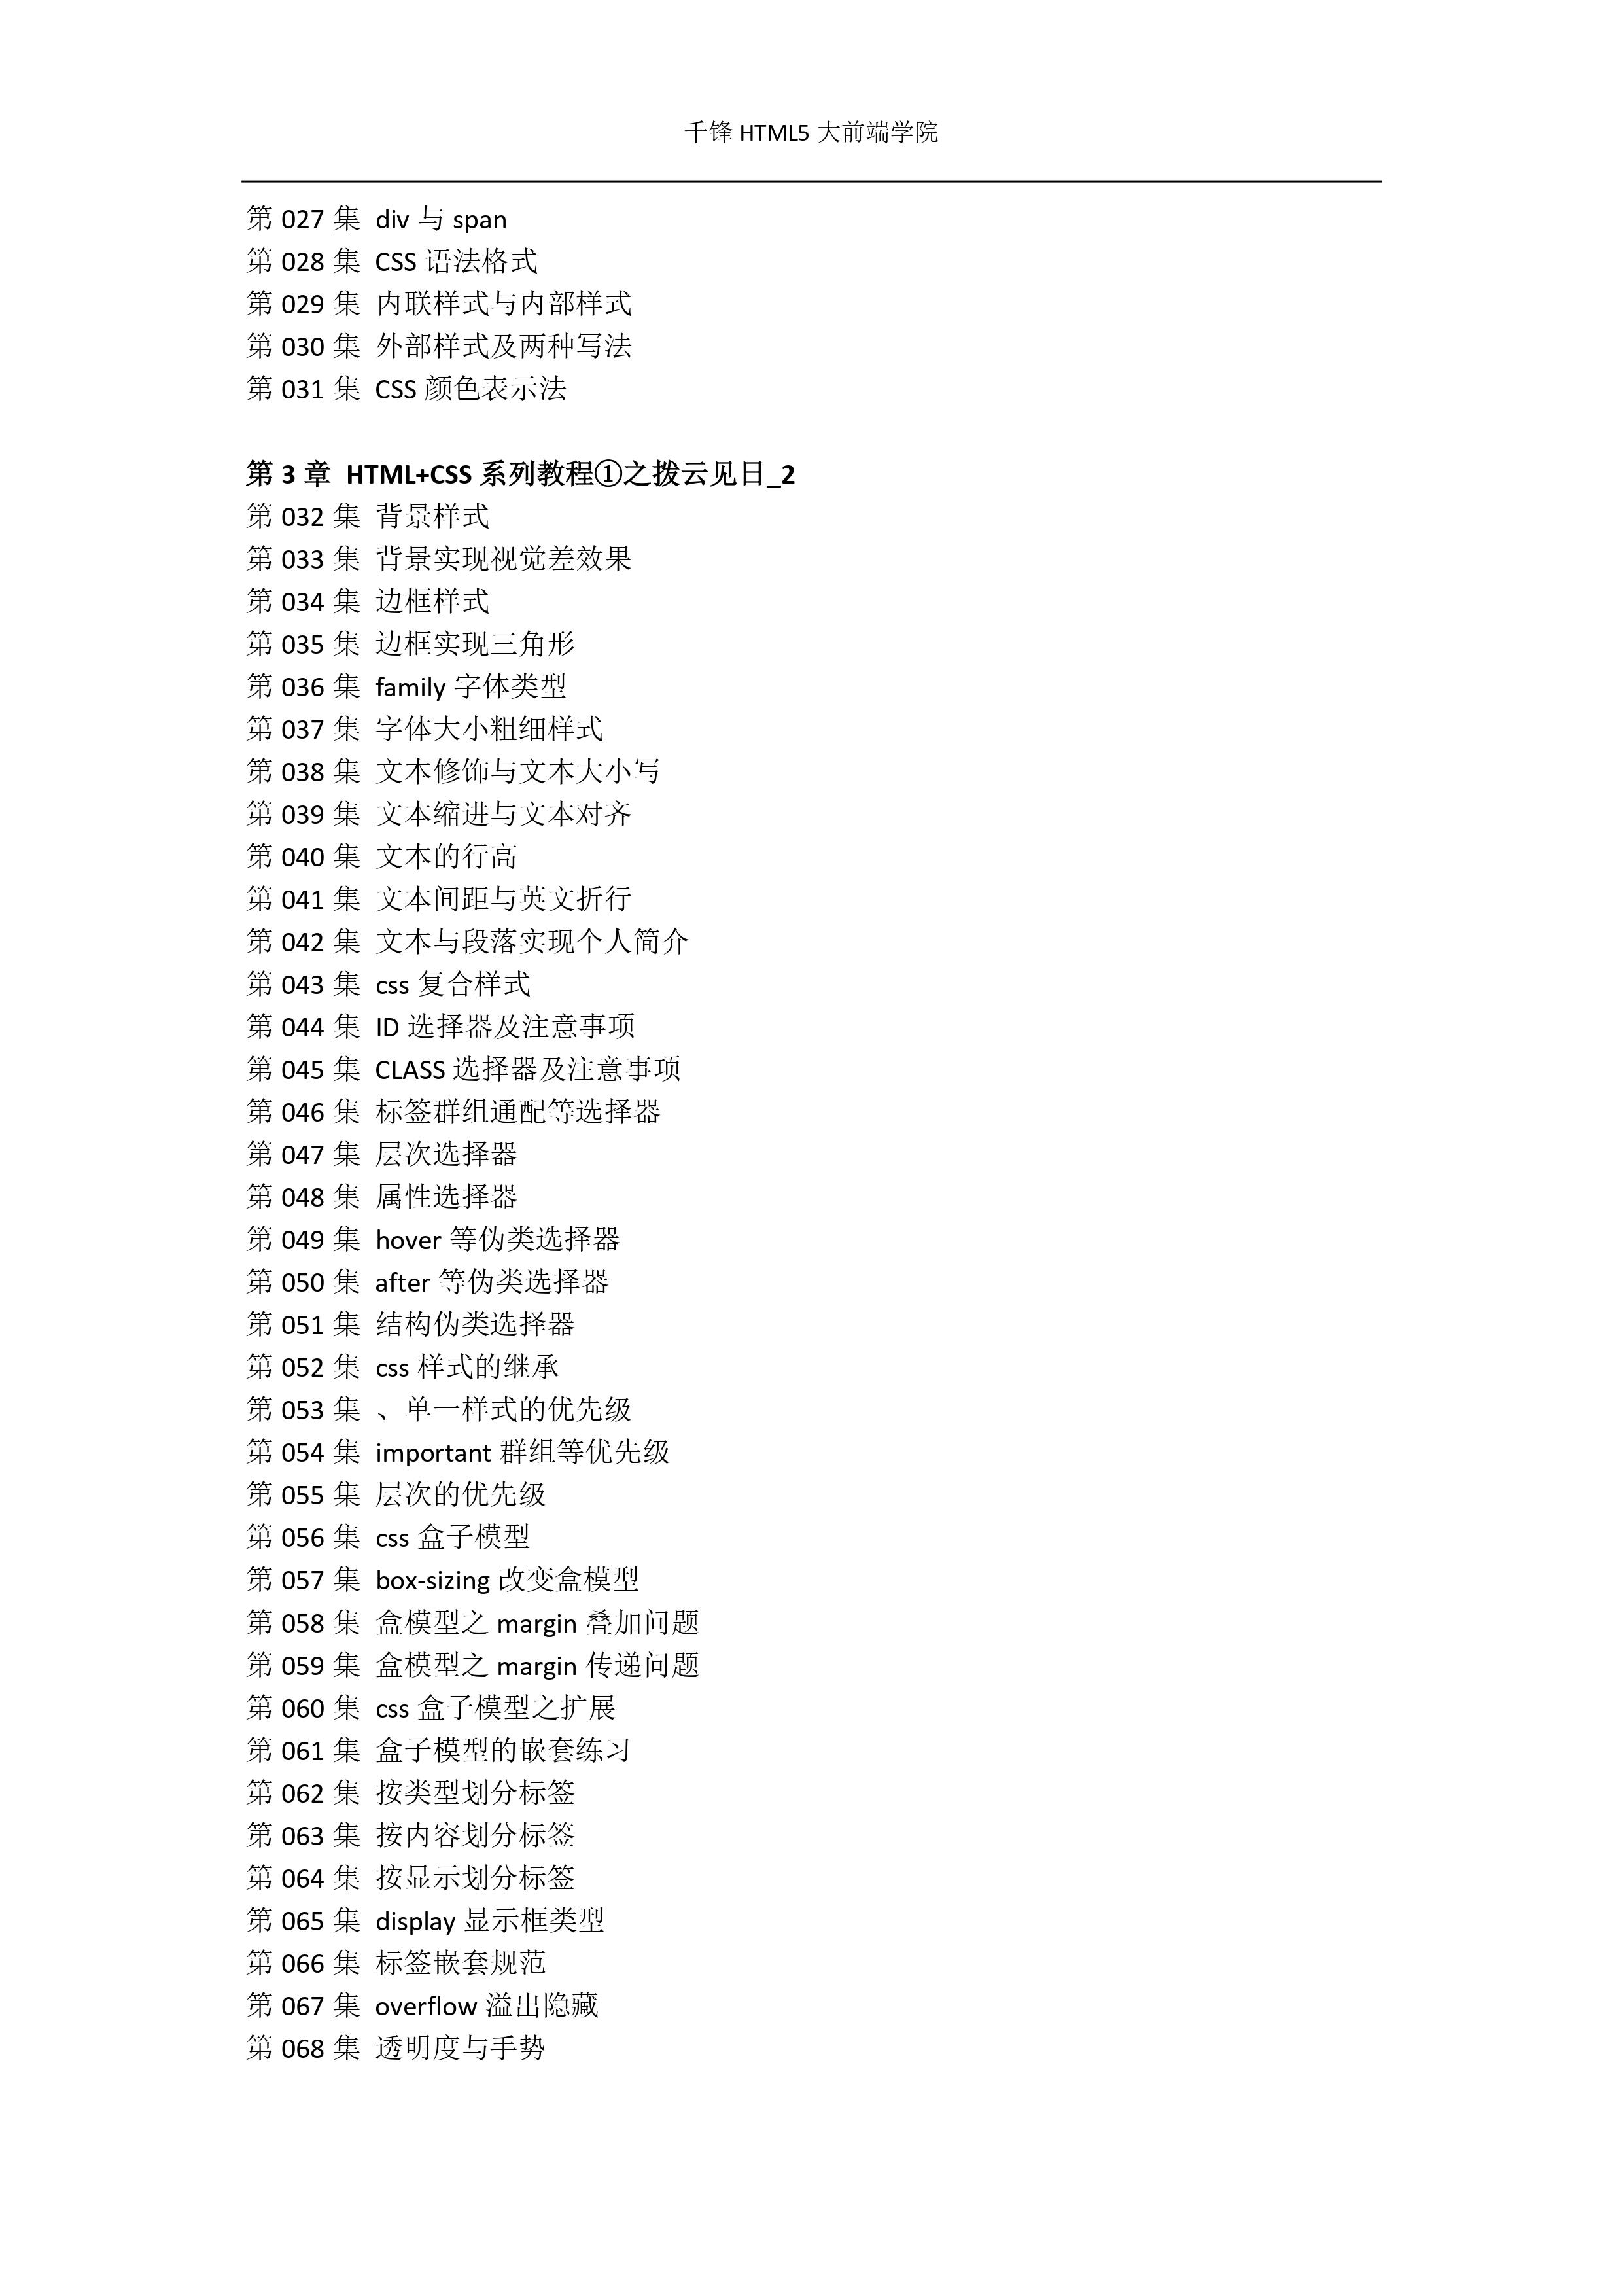 千锋 HTML5 大前端学院
第 027 集 div 与 span
第 028 集 CSS 语法格式
第 029 集 内联样式与内部样式
第 030 集 外部样式及两种写法
第 031 集 CSS 颜色表示法
第 3 章 HTML+CSS 系列教程①之拨云见日_2
第 032 集 背景样式
第 033 集 背景实现视觉差效果
第 034 集 边框样式
第 035 集 边框实现三角形
第 036 集 family 字体类型
第 037 集 字体大小粗细样式
第 038 集 文本修饰与文本大小写
第 039 集 文本缩进与文本对齐
第 040 集 文本的行高
第 041 集 文本间距与英文折行
第 042 集 文本与段落实现个人简介
第 043 集 css 复合样式
第 044 集 ID 选择器及注意事项
第 045 集 CLASS 选择器及注意事项
第 046 集 标签群组通配等选择器
第 047 集 层次选择器
第 048 集 属性选择器
第 049 集 hover 等伪类选择器
第 050 集 after 等伪类选择器
第 051 集 结构伪类选择器
第 052 集 css 样式的继承
第 053 集 、单一样式的优先级
第 054 集 important 群组等优先级
第 055 集 层次的优先级
第 056 集 css 盒子模型
第 057 集 box-sizing 改变盒模型
第 058 集 盒模型之 margin 叠加问题
第 059 集 盒模型之 margin 传递问题
第 060 集 css 盒子模型之扩展
第 061 集 盒子模型的嵌套练习
第 062 集 按类型划分标签
第 063 集 按内容划分标签
第 064 集 按显示划分标签
第 065 集 display 显示框类型
第 066 集 标签嵌套规范
第 067 集 overflow 溢出隐藏
第 068 集 透明度与手势